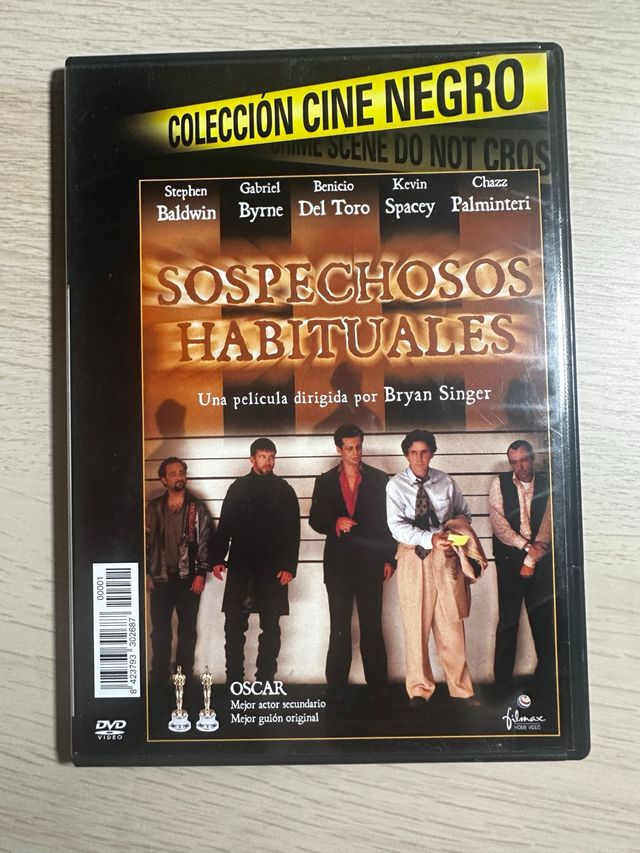 COLECCIÓN CINE NEGRO
CRIME SCENE DO NOT CROS
Stephen Baldwin
Gabriel Byrne
Benicio Del Toro
Kevin Spacey
Chazz Palminteri
SOSPECHOSOS
HABITUALES
Una película dirigida por Bryan Singer
00001
8 423793 302687
OSCAR
Mejor actor secundario
Mejor guión original
DVD
VIDEO
filmax
HOME VIDEO